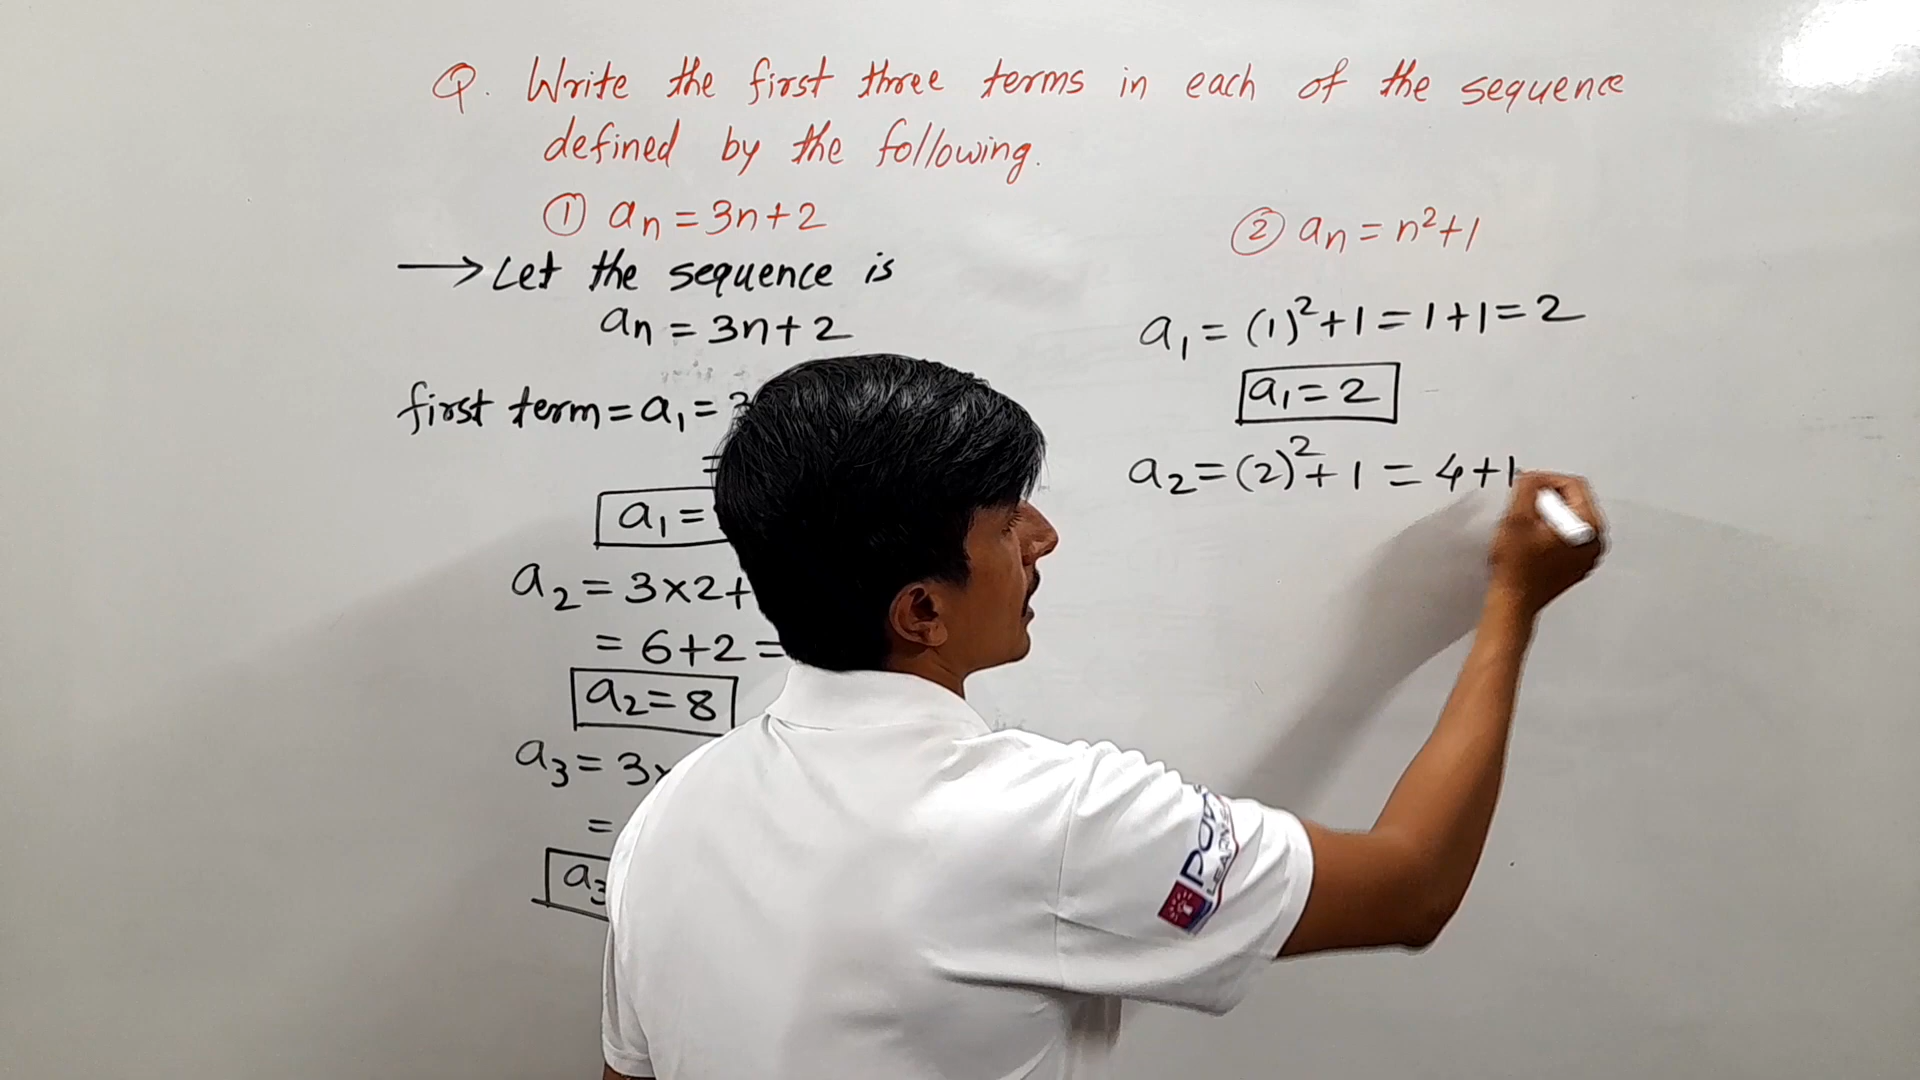 Q. Write the first three terms in each of the sequence
defined by the following.
① aₙ = 3n+2
⟶ Let the sequence is
aₙ = 3n+2
first term = a₁ = 3
=
a₁ =
a₂ = 3×2+
= 6+2 =
a₂ = 8
a₃ = 3×
=
a₃
② aₙ = n²+1
a₁ = (1)²+1 = 1+1 = 2
a₁ = 2
a₂ = (2)²+1 = 4+1